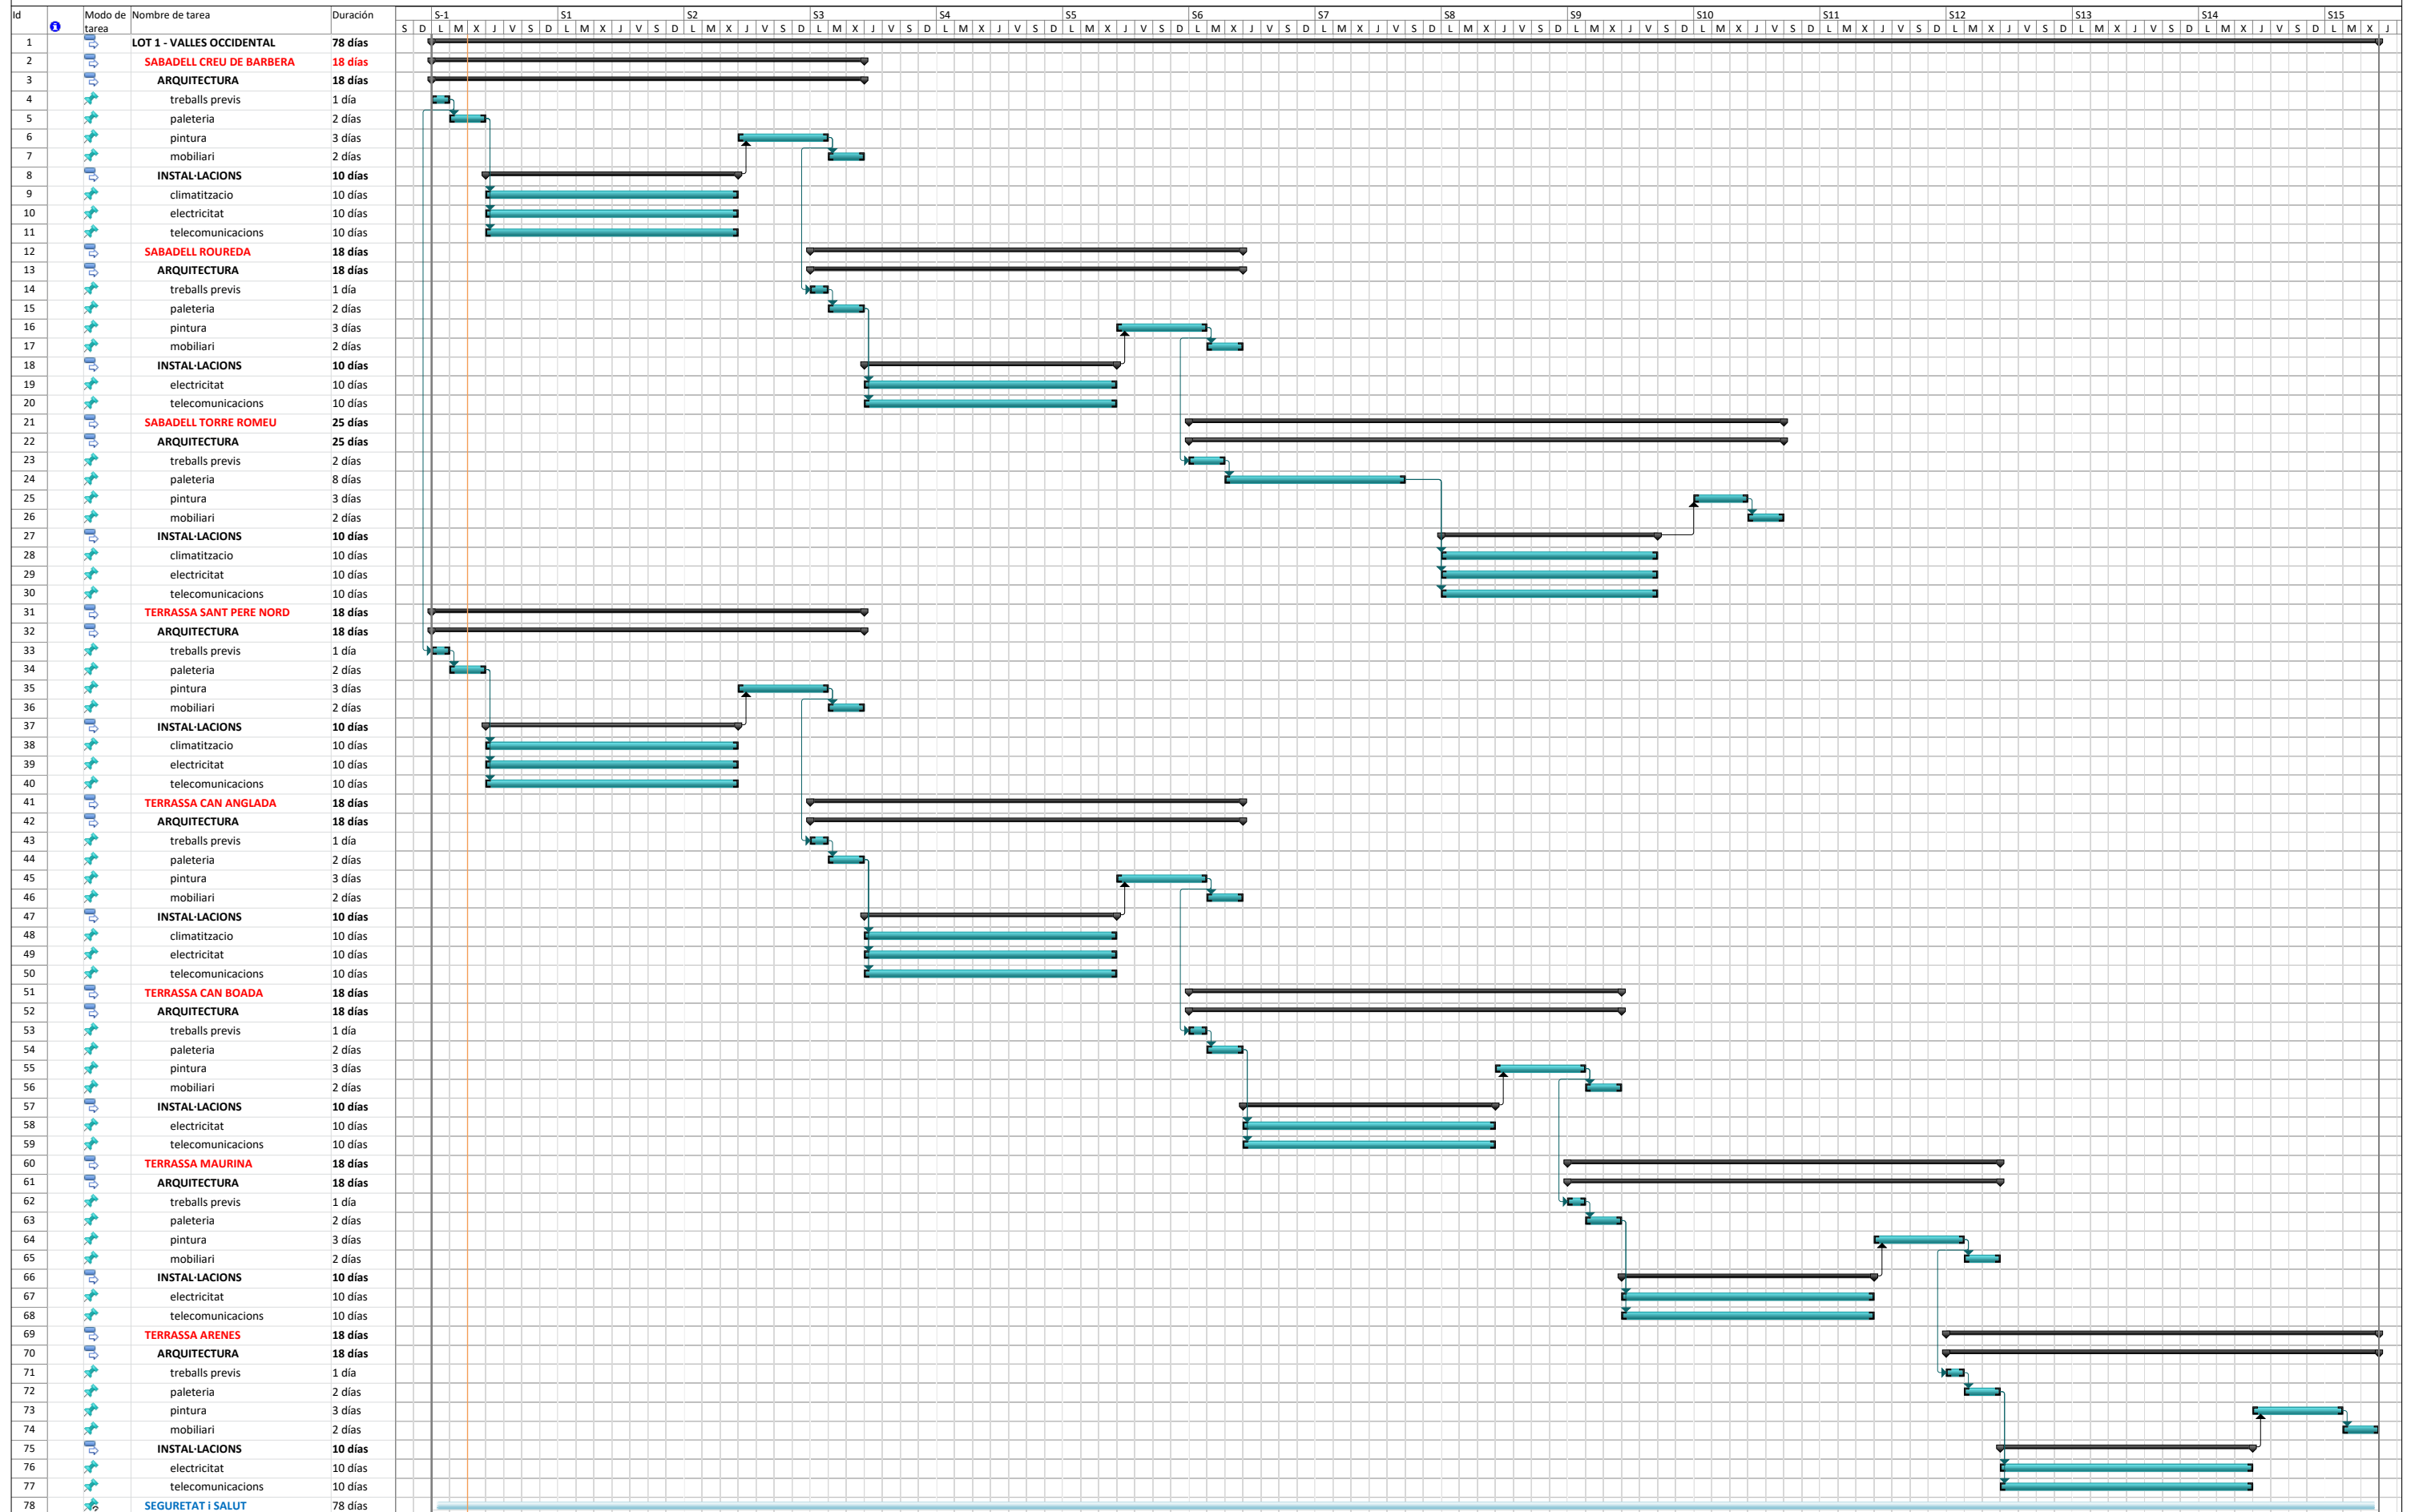 Id Modo de tarea Nombre de tarea Duración S-1 S1 S2 S3 S4 S5 S6 S7 S8 S9 S10 S11 S12 S13 S14 S15
S D L M X J V S D L M X J V S D L M X J V S D L M X J V S D L M X J V S D L M X J V S D L M X J V S D L M X J V S D L M X J V S D L M X J V S D L M X J V S D L M X J V S D L M X J V S D L M X J V S D L M X J V S D L M X J V S D L M X J
1 LOT 1 - VALLES OCCIDENTAL 78 días
2 SABADELL CREU DE BARBERA 18 días
3 ARQUITECTURA 18 días
4 treballs previs 1 día
5 paleteria 2 días
6 pintura 3 días
7 mobiliari 2 días
8 INSTAL·LACIONS 10 días
9 climatitzacio 10 días
10 electricitat 10 días
11 telecomunicacions 10 días
12 SABADELL ROUREDA 18 días
13 ARQUITECTURA 18 días
14 treballs previs 1 día
15 paleteria 2 días
16 pintura 3 días
17 mobiliari 2 días
18 INSTAL·LACIONS 10 días
19 electricitat 10 días
20 telecomunicacions 10 días
21 SABADELL TORRE ROMEU 25 días
22 ARQUITECTURA 25 días
23 treballs previs 2 días
24 paleteria 8 días
25 pintura 3 días
26 mobiliari 2 días
27 INSTAL·LACIONS 10 días
28 climatitzacio 10 días
29 electricitat 10 días
30 telecomunicacions 10 días
31 TERRASSA SANT PERE NORD 18 días
32 ARQUITECTURA 18 días
33 treballs previs 1 día
34 paleteria 2 días
35 pintura 3 días
36 mobiliari 2 días
37 INSTAL·LACIONS 10 días
38 climatitzacio 10 días
39 electricitat 10 días
40 telecomunicacions 10 días
41 TERRASSA CAN ANGLADA 18 días
42 ARQUITECTURA 18 días
43 treballs previs 1 día
44 paleteria 2 días
45 pintura 3 días
46 mobiliari 2 días
47 INSTAL·LACIONS 10 días
48 climatitzacio 10 días
49 electricitat 10 días
50 telecomunicacions 10 días
51 TERRASSA CAN BOADA 18 días
52 ARQUITECTURA 18 días
53 treballs previs 1 día
54 paleteria 2 días
55 pintura 3 días
56 mobiliari 2 días
57 INSTAL·LACIONS 10 días
58 electricitat 10 días
59 telecomunicacions 10 días
60 TERRASSA MAURINA 18 días
61 ARQUITECTURA 18 días
62 treballs previs 1 día
63 paleteria 2 días
64 pintura 3 días
65 mobiliari 2 días
66 INSTAL·LACIONS 10 días
67 electricitat 10 días
68 telecomunicacions 10 días
69 TERRASSA ARENES 18 días
70 ARQUITECTURA 18 días
71 treballs previs 1 día
72 paleteria 2 días
73 pintura 3 días
74 mobiliari 2 días
75 INSTAL·LACIONS 10 días
76 electricitat 10 días
77 telecomunicacions 10 días
78 SEGURETAT i SALUT 78 días